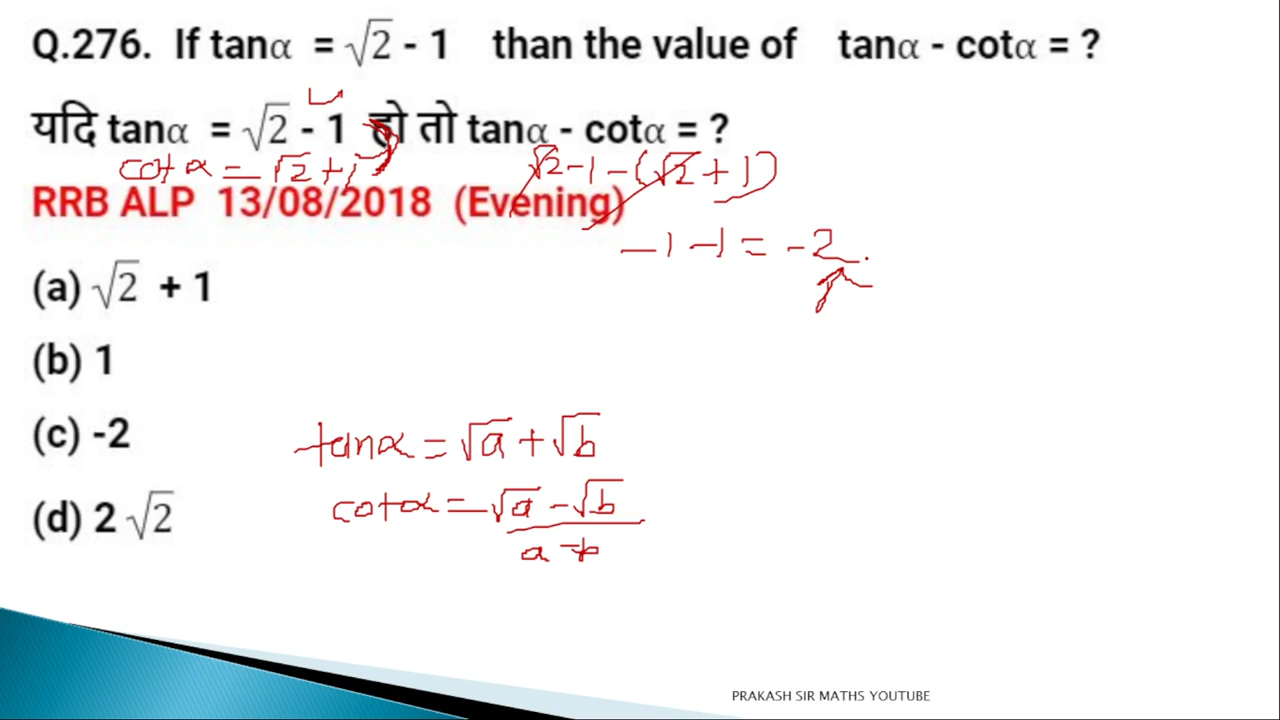 Q.276. If tanα = √2 - 1 than the value of tanα - cotα = ?
यदि tanα = √2 - 1 हो तो tanα - cotα = ?
cotα = √2+1
√2-1-(√2+1)
RRB ALP 13/08/2018 (Evening)
-1-1 = -2.
(a) √2 + 1
(b) 1
(c) -2
tanα = √a + √b
cotα = √a - √b
a-b
(d) 2 √2
PRAKASH SIR MATHS YOUTUBE